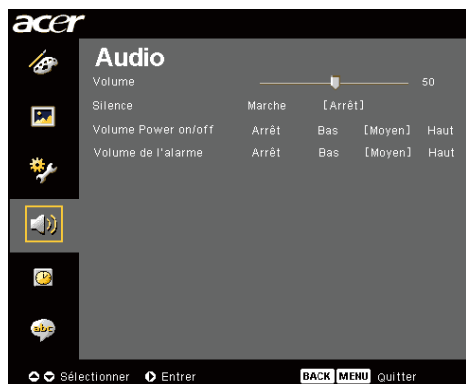 acer
Audio
Volume 50
Silence Marche [Arrêt]
Volume Power on/off Arrêt Bas [Moyen] Haut
Volume de l'alarme Arrêt Bas [Moyen] Haut
abc
Sélectionner Entrer BACK MENU Quitter